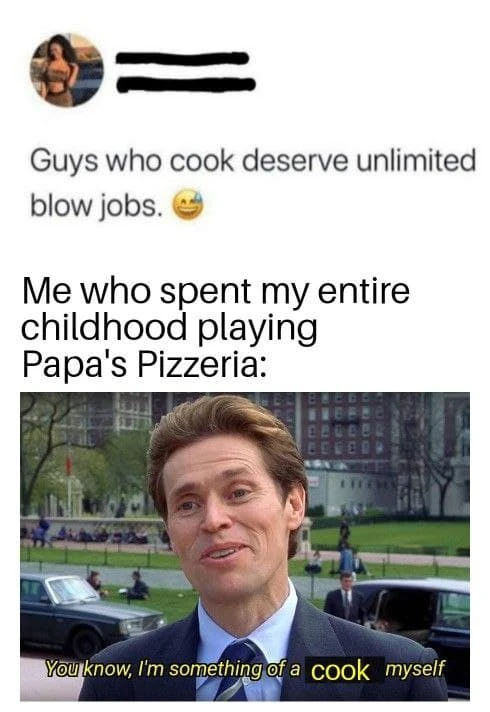 Guys who cook deserve unlimited
blow jobs. 😅
Me who spent my entire
childhood playing
Papa's Pizzeria:
You know, I'm something of a cook myself